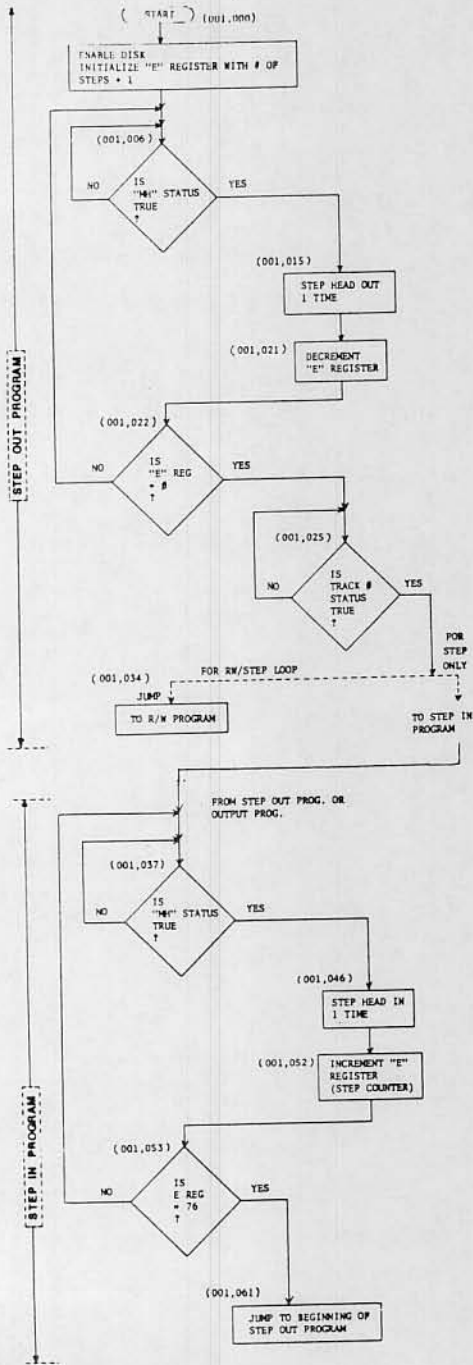 ( START ) (001,000)
ENABLE DISK
INITIALIZE "E" REGISTER WITH # OF
STEPS + 1
(001,006)
IS
"MH" STATUS
TRUE
?
NO
YES
(001,015)
STEP HEAD OUT
1 TIME
(001,021)
DECREMENT
"E" REGISTER
(001,022)
IS
"E" REG
= Ø
?
NO
YES
(001,025)
IS
TRACK Ø
STATUS
TRUE
?
NO
YES
FOR
STEP
ONLY
FOR RW/STEP LOOP
(001,034)
JUMP
TO R/W PROGRAM
TO STEP IN
PROGRAM
STEP OUT PROGRAM
FROM STEP OUT PROG. OR
OUTPUT PROG.
(001,037)
IS
"MH" STATUS
TRUE
?
NO
YES
(001,046)
STEP HEAD IN
1 TIME
(001,052)
INCREMENT "E"
REGISTER
(STEP COUNTER)
(001,053)
IS
E REG
= 76
?
NO
YES
(001,061)
JUMP TO BEGINNING OF
STEP OUT PROGRAM
STEP IN PROGRAM